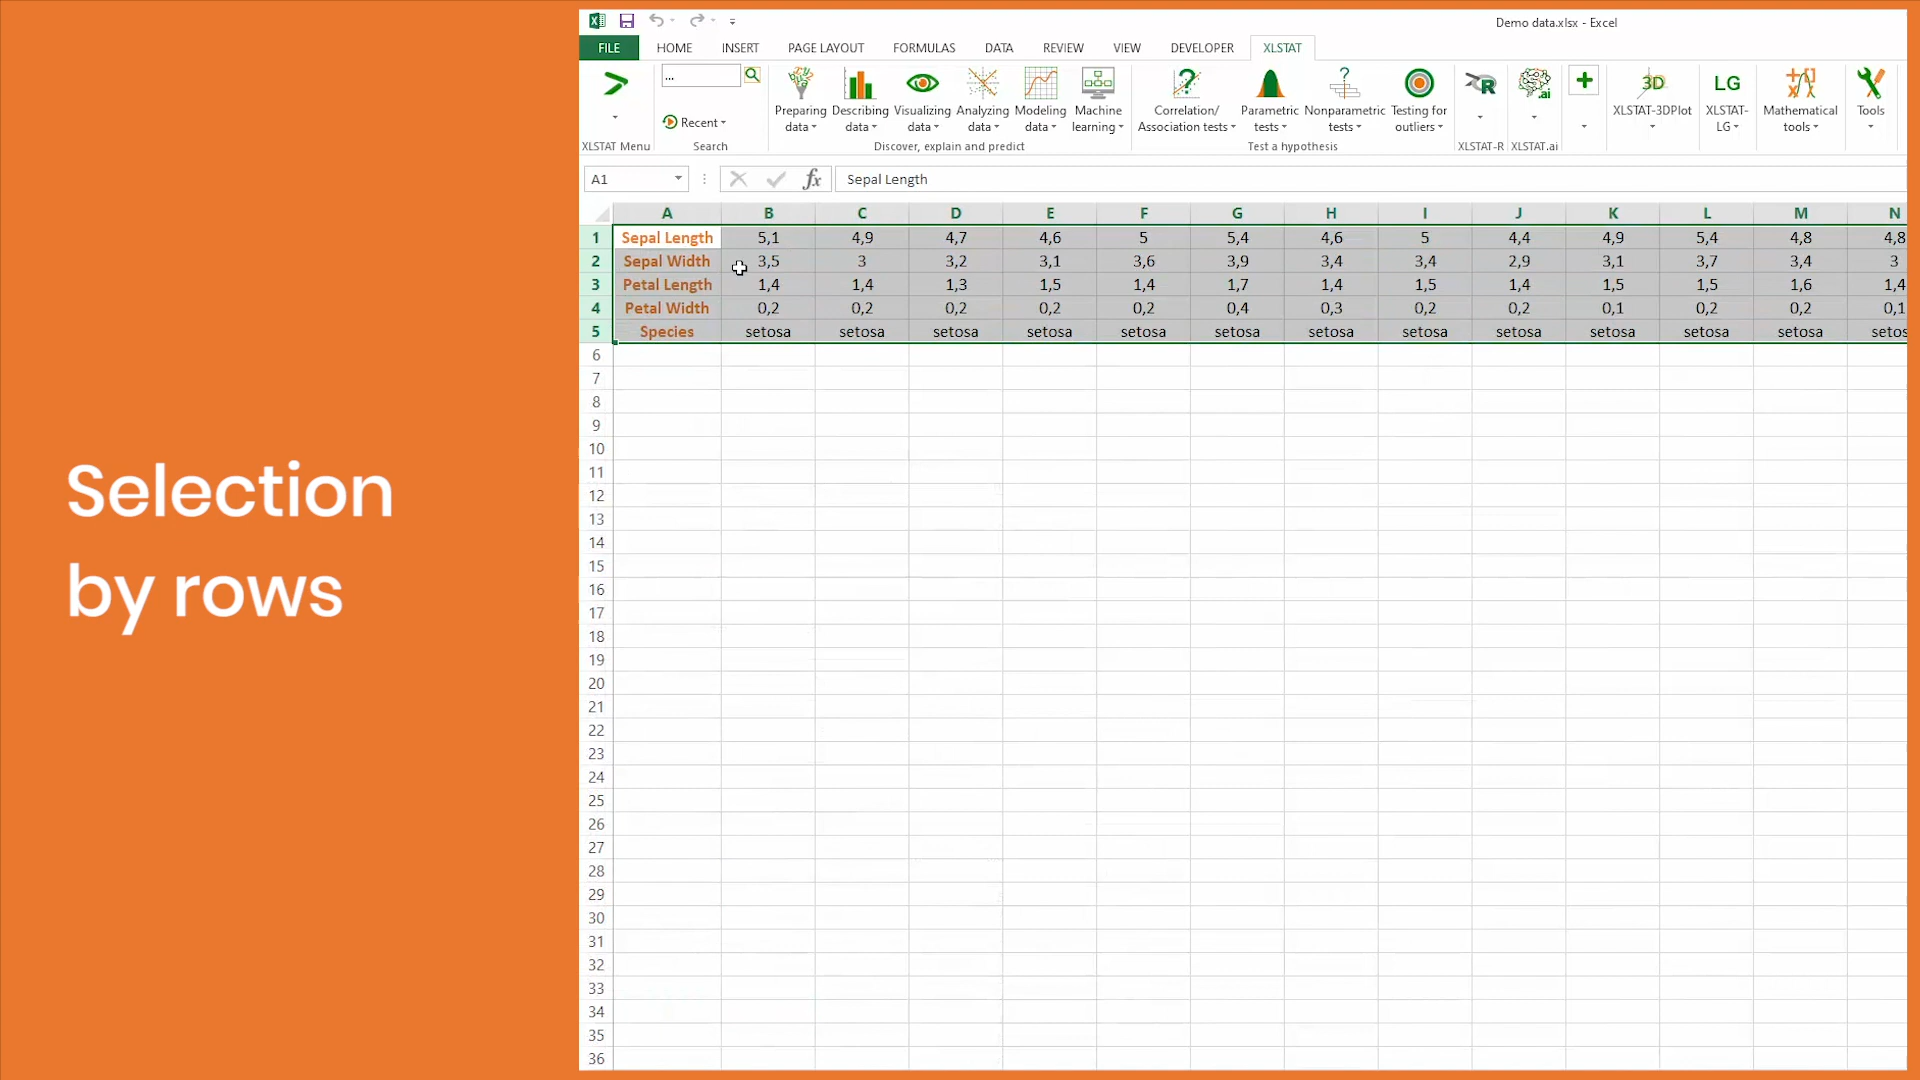 Selection
by rows
Demo data.xlsx - Excel
FILE HOME INSERT PAGE LAYOUT FORMULAS DATA REVIEW VIEW DEVELOPER XLSTAT
...
Recent
Preparing data
Describing data
Visualizing data
Analyzing data
Modeling data
Machine learning
Correlation/ Association tests
Parametric tests
Nonparametric tests
Testing for outliers
R
.ai
3D
XLSTAT-3DPlot
LG
XLSTAT-LG
Mathematical tools
Tools
XLSTAT Menu Search Discover, explain and predict Test a hypothesis XLSTAT-R XLSTAT.ai
A1 fx Sepal Length
A B C D E F G H I J K L M N
1 Sepal Length 5,1 4,9 4,7 4,6 5 5,4 4,6 5 4,4 4,9 5,4 4,8 4,8
2 Sepal Width 3,5 3 3,2 3,1 3,6 3,9 3,4 3,4 2,9 3,1 3,7 3,4 3
3 Petal Length 1,4 1,4 1,3 1,5 1,4 1,7 1,4 1,5 1,4 1,5 1,5 1,6 1,4
4 Petal Width 0,2 0,2 0,2 0,2 0,2 0,4 0,3 0,2 0,2 0,1 0,2 0,2 0,1
5 Species setosa setosa setosa setosa setosa setosa setosa setosa setosa setosa setosa setosa setos
6
7
8
9
10
11
12
13
14
15
16
17
18
19
20
21
22
23
24
25
26
27
28
29
30
31
32
33
34
35
36